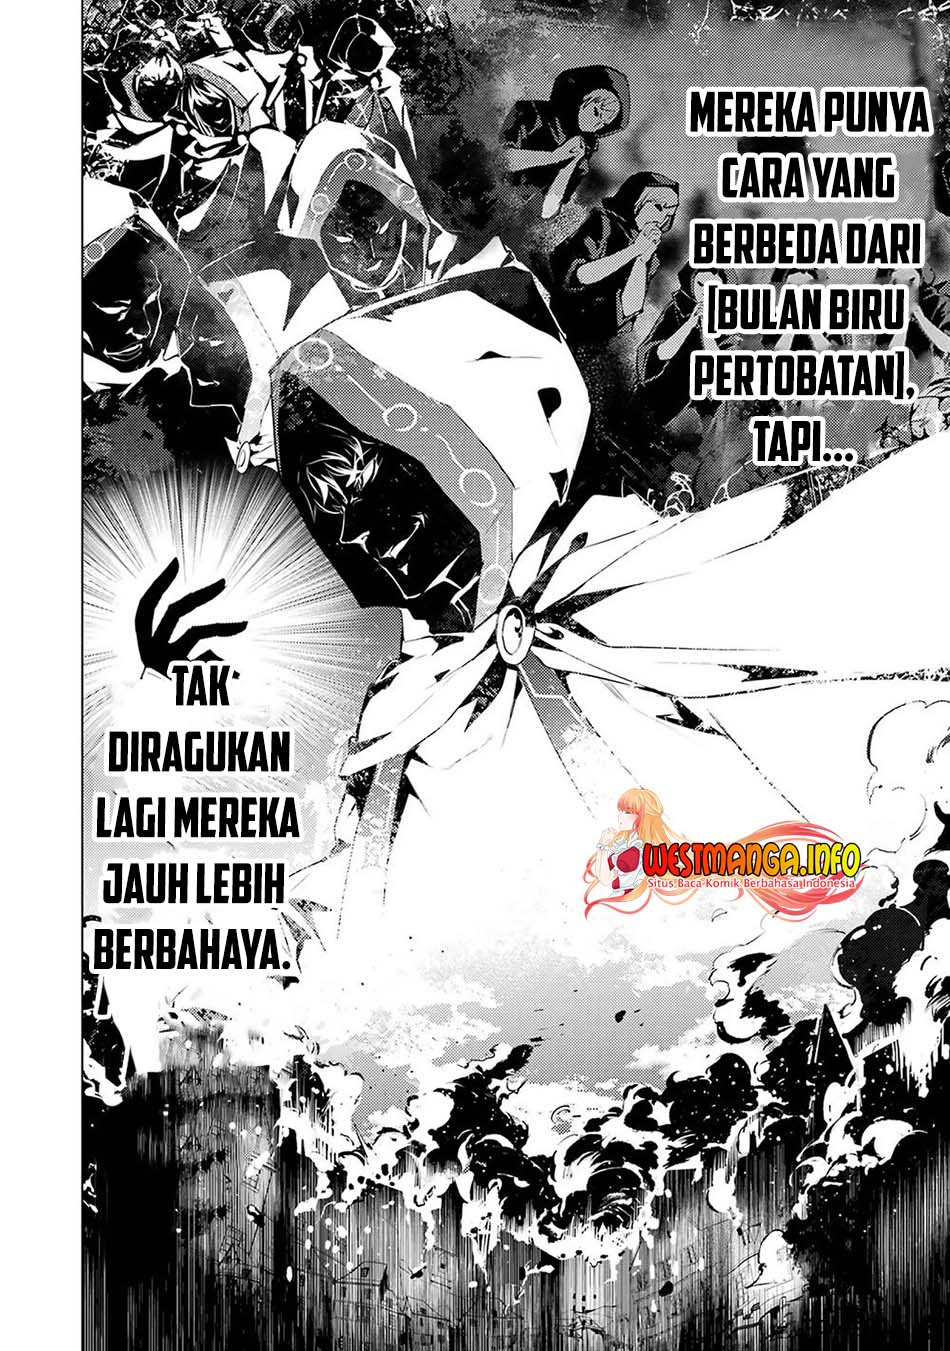 MEREKA PUNYA
CARA YANG
BERBEDA DARI
[BULAN BIRU
PERTOBATAN],
TAPI...
TAK
DIRAGUKAN
LAGI MEREKA
JAUH LEBIH
BERBAHAYA.
WESTMANGA.INFO
Situs Baca Komik Berbahasa Indonesia